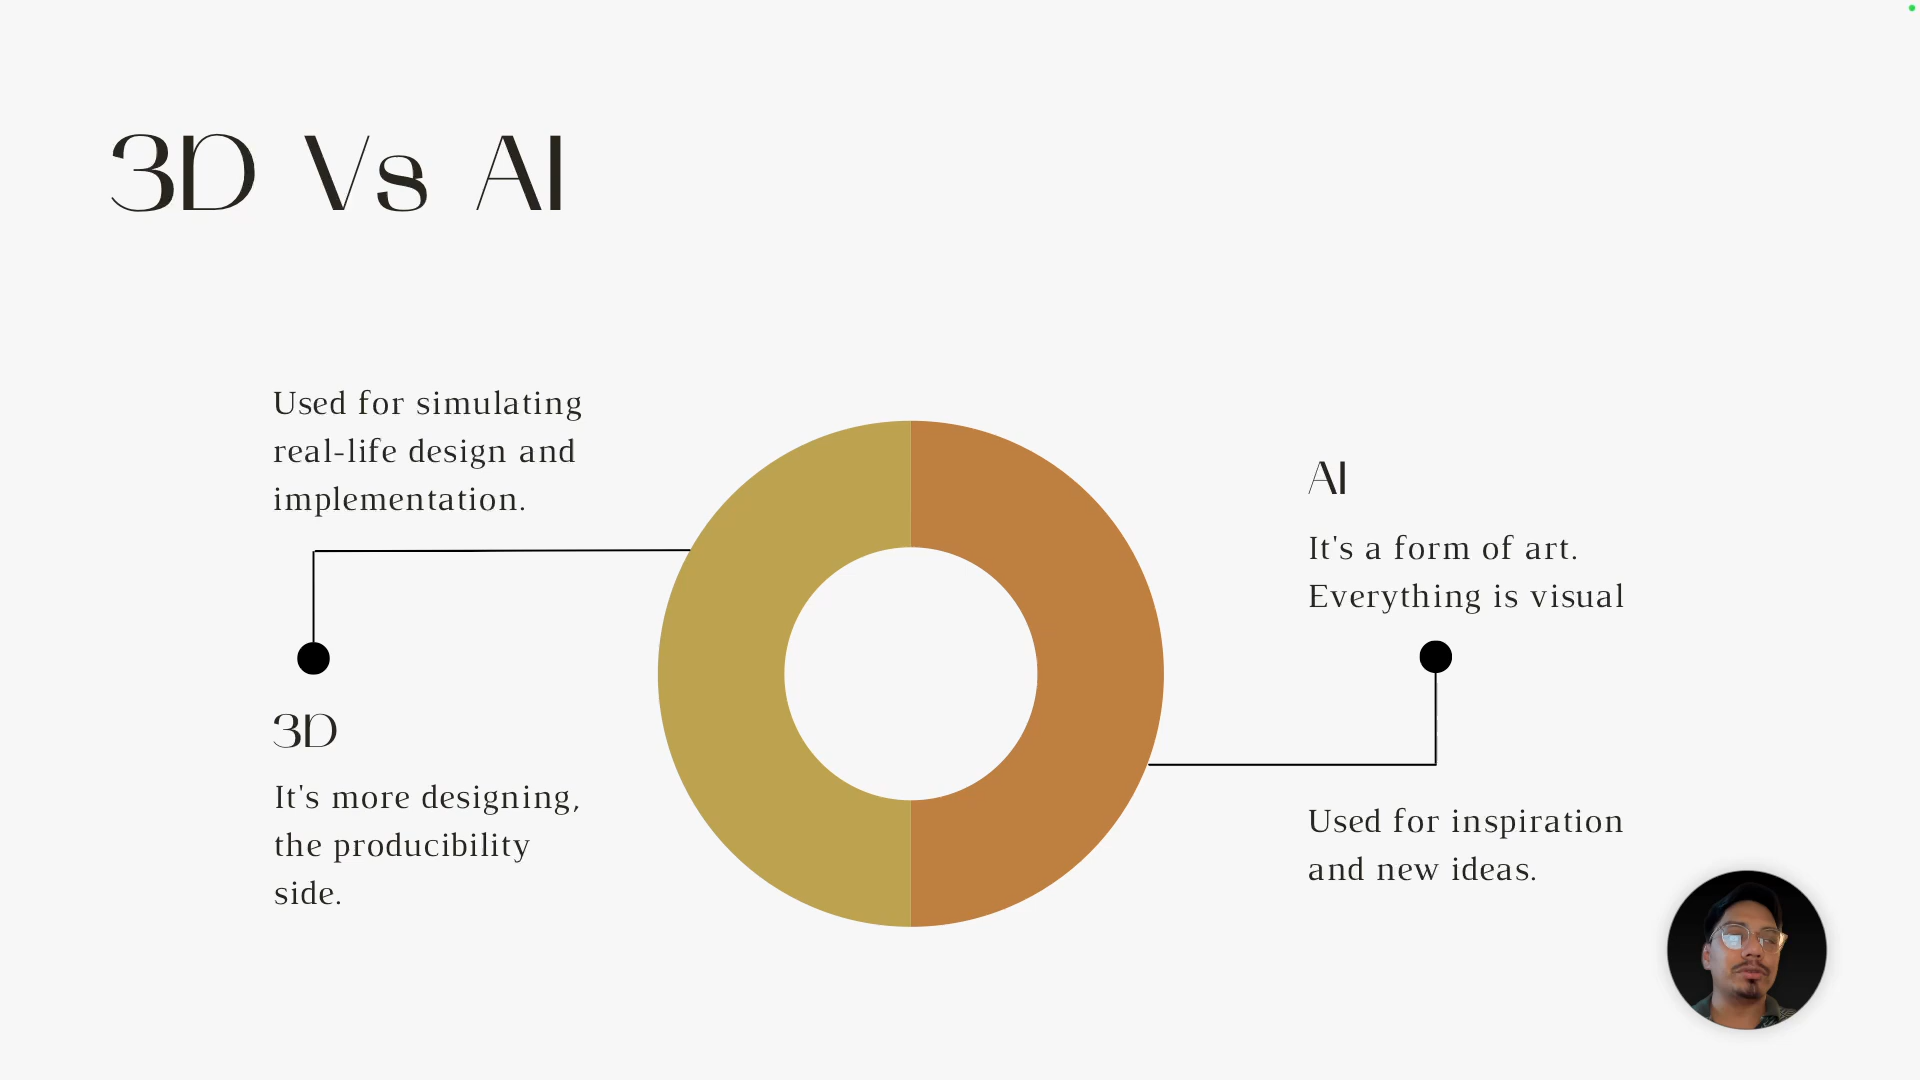 3D Vs AI
Used for simulating
real-life design and
implementation.
3D
It's more designing,
the producibility
side.
AI
It's a form of art.
Everything is visual
Used for inspiration
and new ideas.